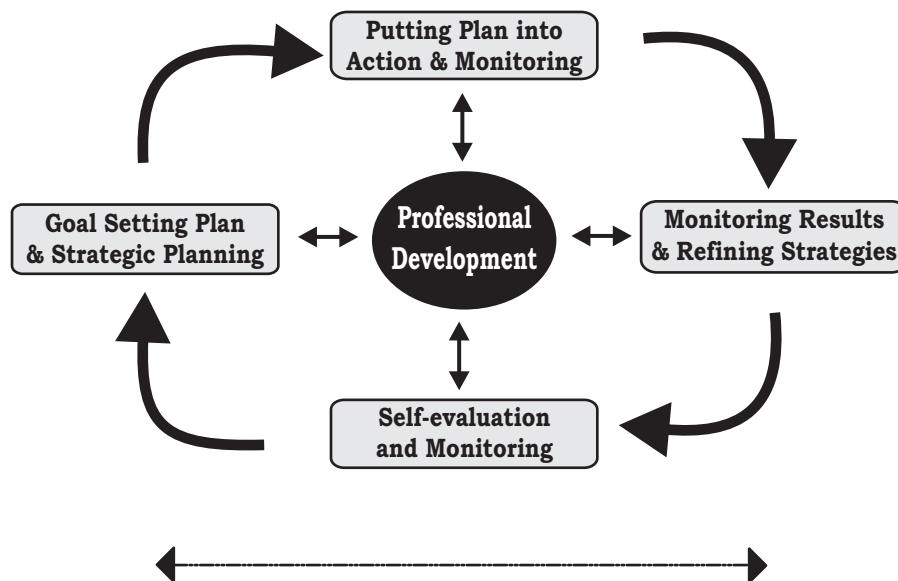 Putting Plan into
Action & Monitoring
Goal Setting Plan
& Strategic Planning
Professional
Development
Monitoring Results
& Refining Strategies
Self-evaluation
and Monitoring